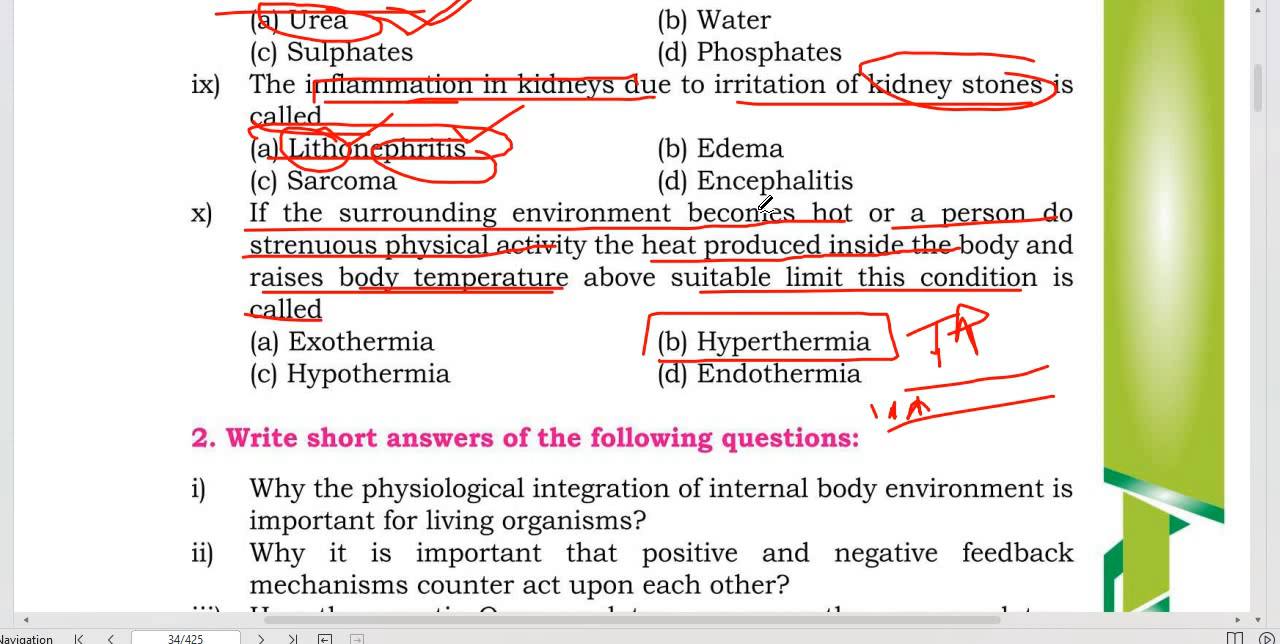 (a) Urea (b) Water
(c) Sulphates (d) Phosphates
ix) The inflammation in kidneys due to irritation of kidney stones is
called
(a) Lithonephritis (b) Edema
(c) Sarcoma (d) Encephalitis
x) If the surrounding environment becomes hot or a person do
strenuous physical activity the heat produced inside the body and
raises body temperature above suitable limit this condition is
called
(a) Exothermia (b) Hyperthermia
(c) Hypothermia (d) Endothermia
2. Write short answers of the following questions:
i) Why the physiological integration of internal body environment is
important for living organisms?
ii) Why it is important that positive and negative feedback
mechanisms counter act upon each other?
34/425